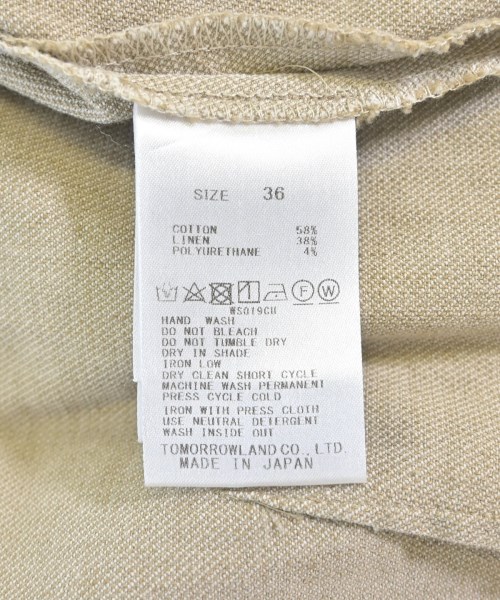 SIZE 36
COTTON 58%
LINEN 38%
POLYURETHANE 4%
F W
WS019GH
HAND WASH
DO NOT BLEACH
DO NOT TUMBLE DRY
DRY IN SHADE
IRON LOW
DRY CLEAN SHORT CYCLE
MACHINE WASH PERMANENT
PRESS CYCLE COLD
IRON WITH PRESS CLOTH
USE NEUTRAL DETERGENT
WASH INSIDE OUT
TOMORROWLAND CO., LTD.
MADE IN JAPAN